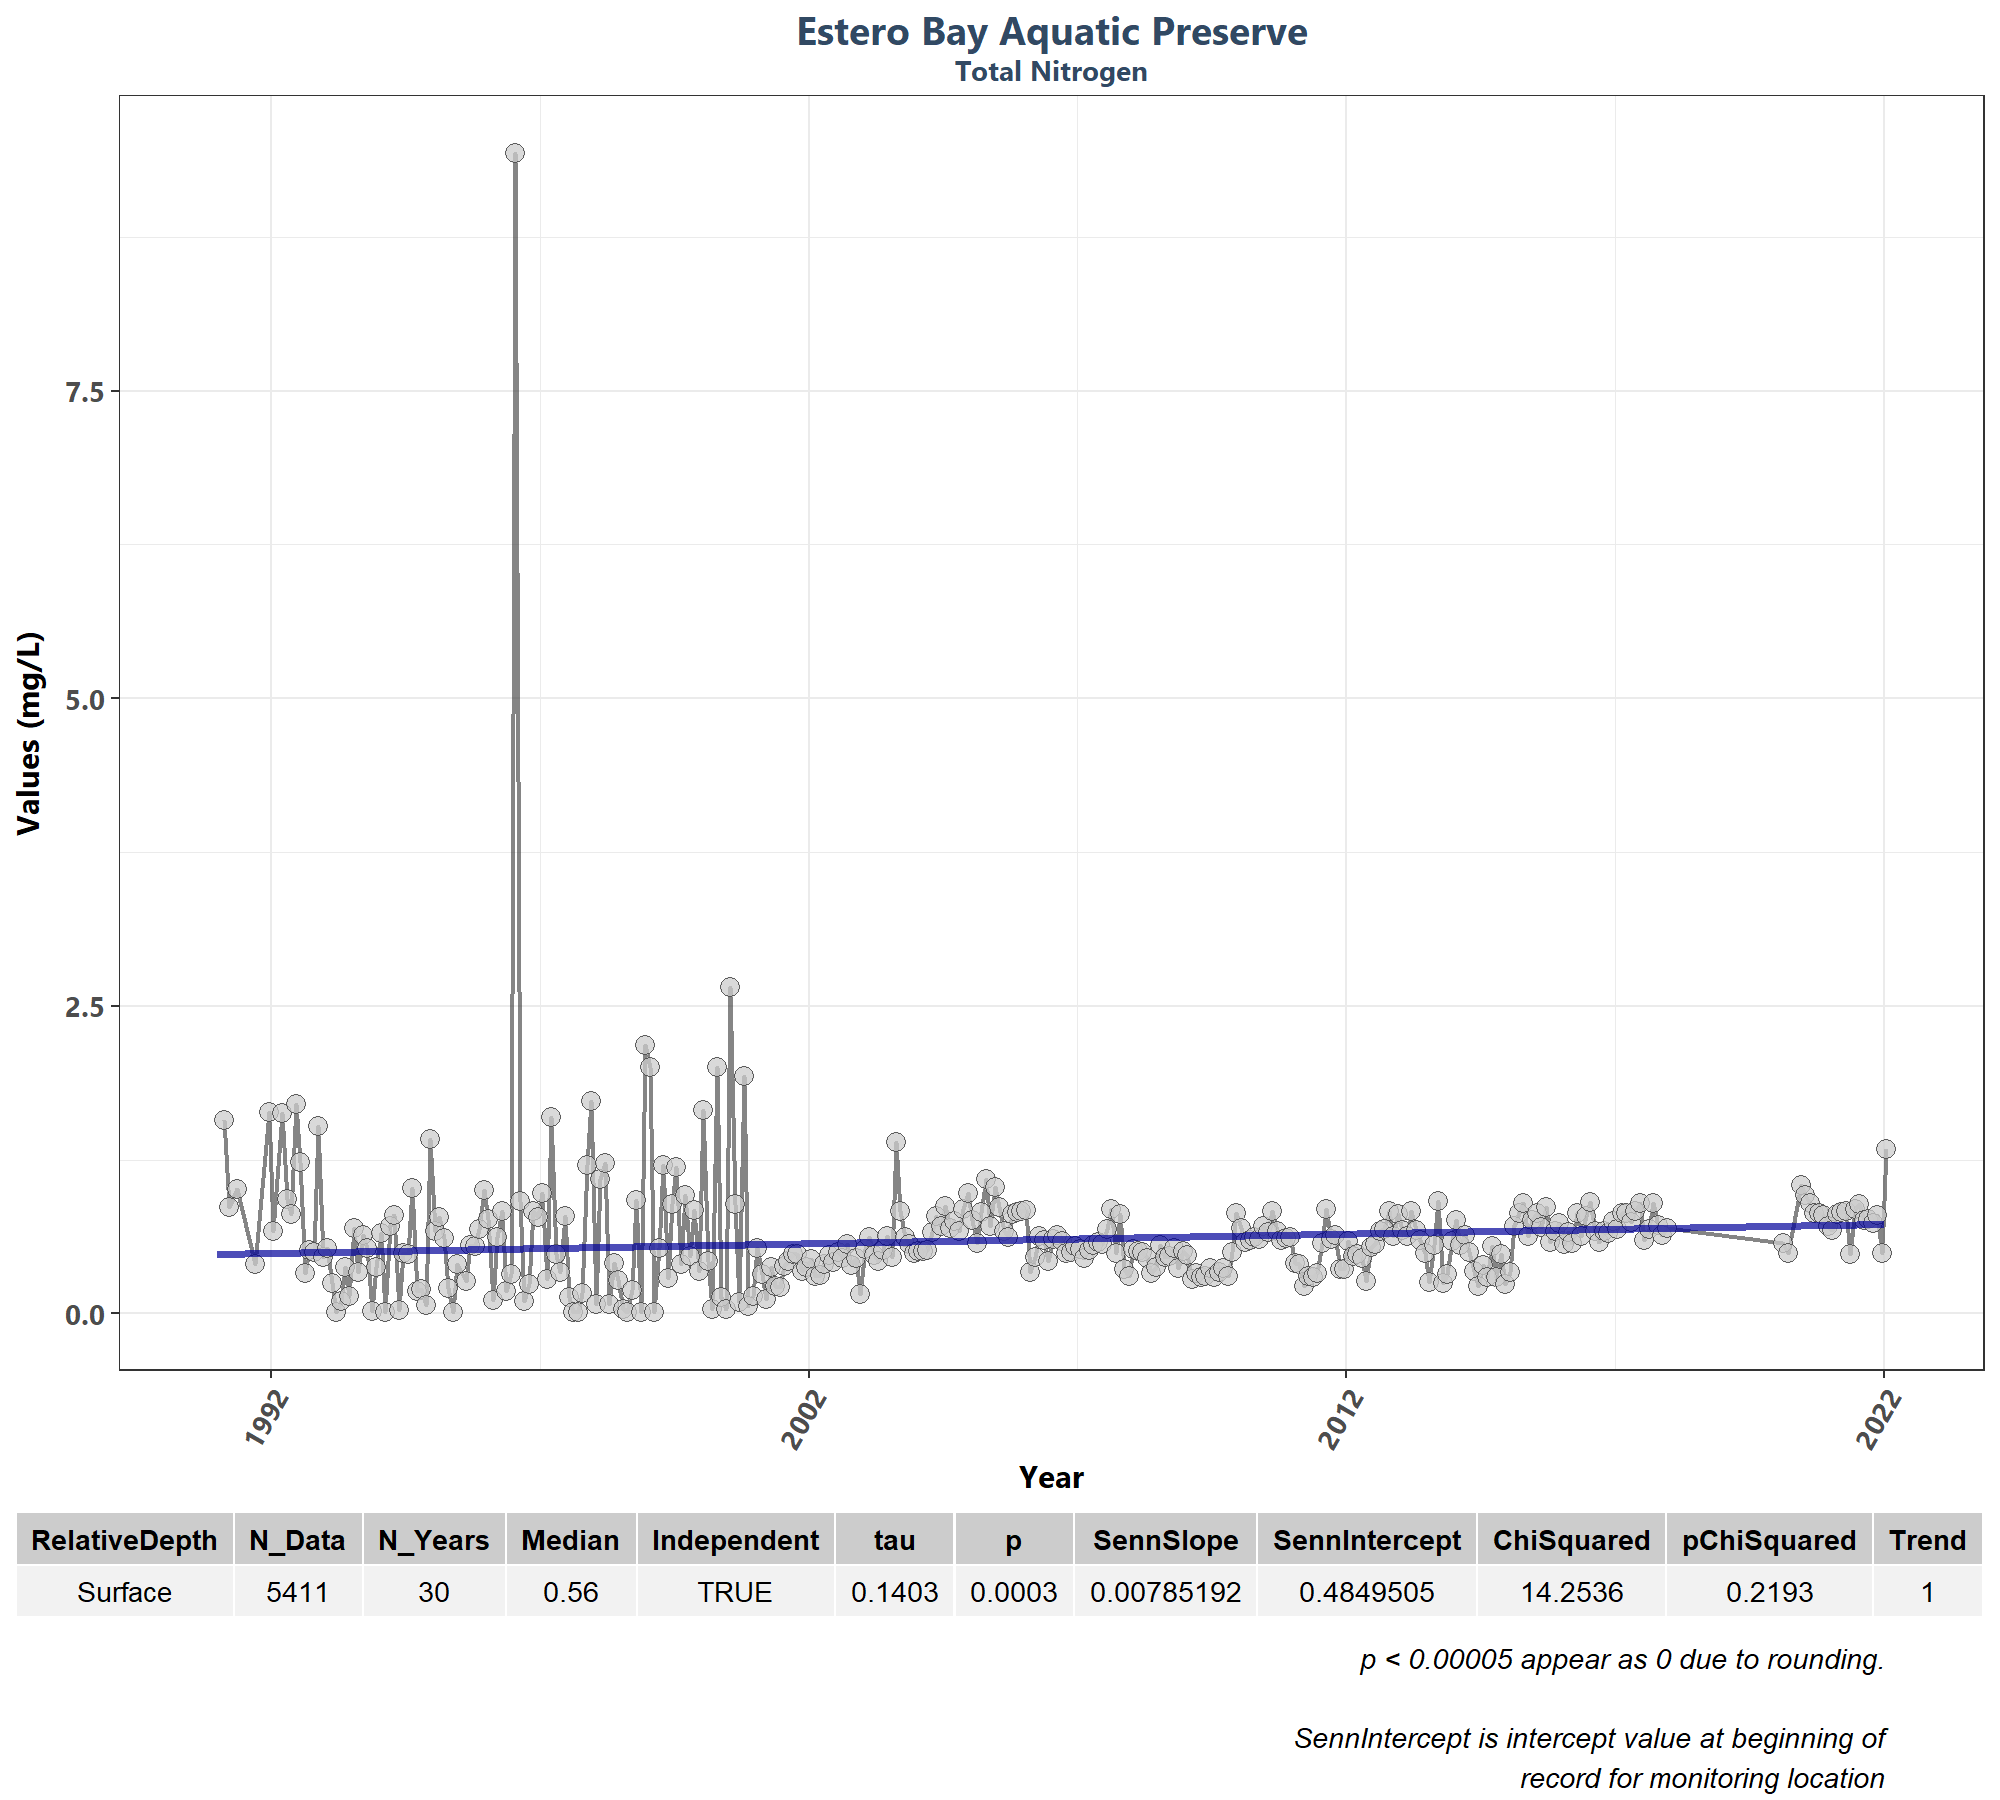 Estero Bay Aquatic Preserve
Total Nitrogen
Values (mg/L)
7.5
5.0
2.5
0.0
1992 2002 2012 2022
Year
RelativeDepth N_Data N_Years Median Independent tau p SennSlope SennIntercept ChiSquared pChiSquared Trend
Surface 5411 30 0.56 TRUE 0.1403 0.0003 0.00785192 0.4849505 14.2536 0.2193 1
p < 0.00005 appear as 0 due to rounding.
SennIntercept is intercept value at beginning of
record for monitoring location